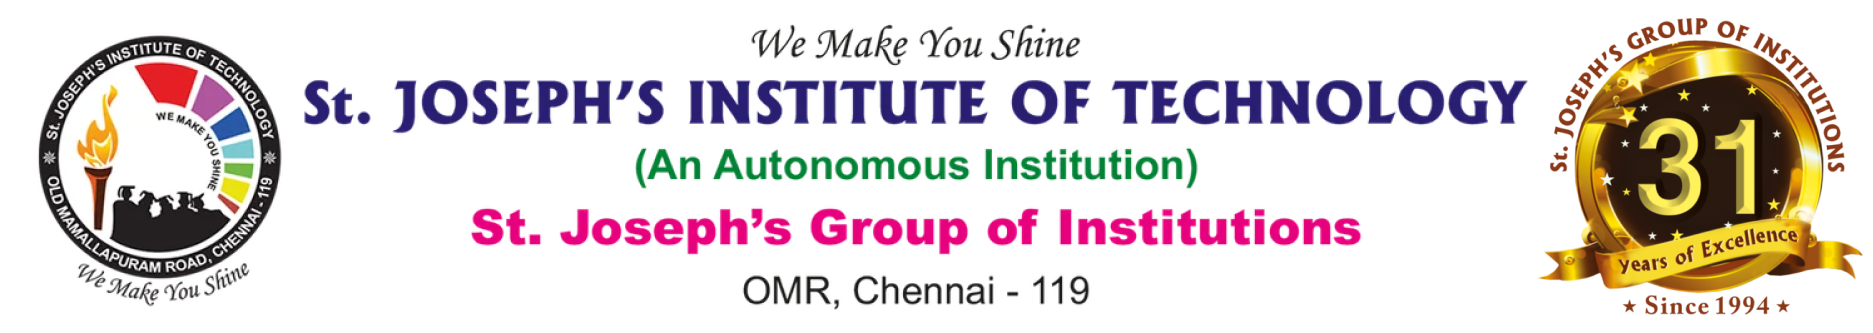 St. JOSEPH'S INSTITUTE OF TECHNOLOGY
OLD MAMALLAPURAM ROAD, CHENNAI - 119
WE MAKE YOU SHINE
We Make You Shine
We Make You Shine
St. JOSEPH'S INSTITUTE OF TECHNOLOGY
(An Autonomous Institution)
St. Joseph's Group of Institutions
OMR, Chennai - 119
St. JOSEPH'S GROUP OF INSTITUTIONS
31
Years of Excellence
★ Since 1994 ★